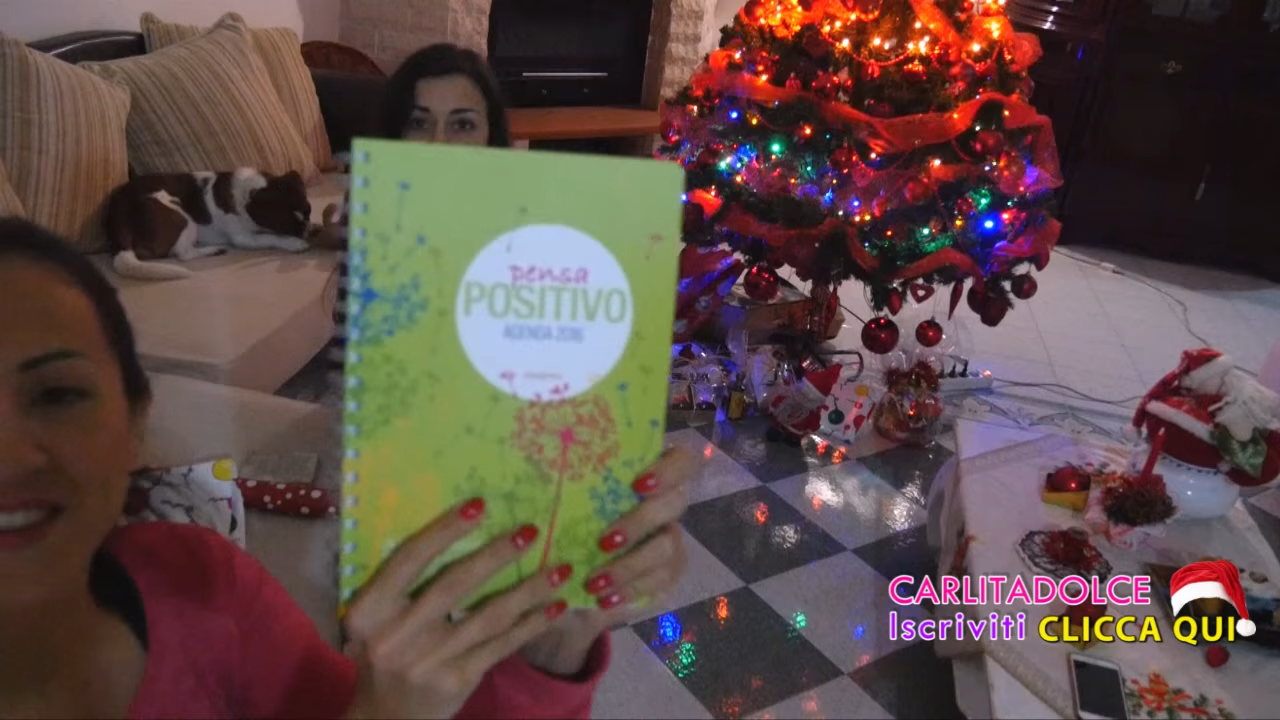 pensa
POSITIVO
AGENDA 2016
CARLITADOLCE
Iscriviti CLICCA QUI